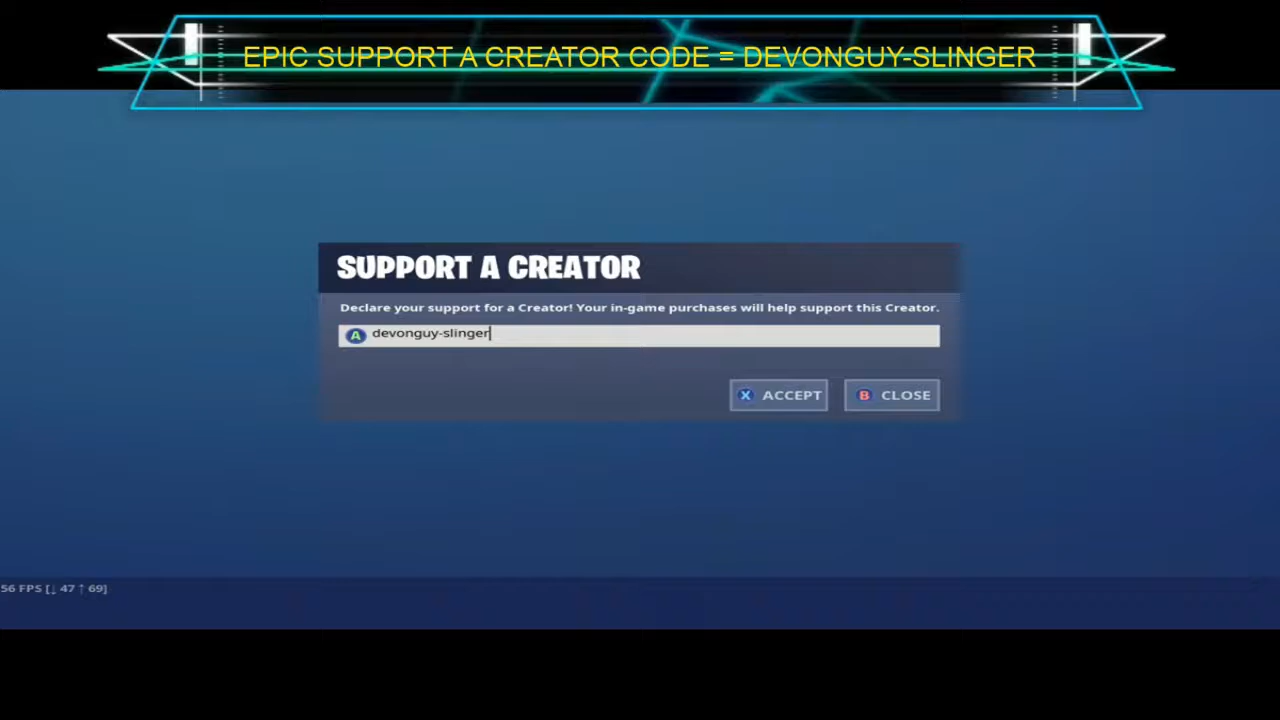 EPIC SUPPORT A CREATOR CODE = DEVONGUY-SLINGER
SUPPORT A CREATOR
Declare your support for a Creator! Your in-game purchases will help support this Creator.
A devonguy-slinger
X ACCEPT B CLOSE
56 FPS [↓ 47 ↑ 69]